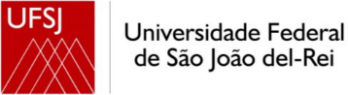 UFSJ
Universidade Federal
de São João del-Rei